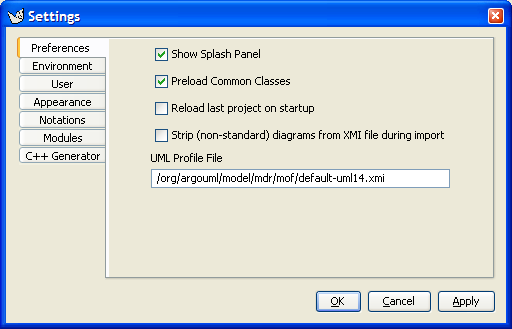 Settings
Preferences
Environment
User
Appearance
Notations
Modules
C++ Generator
Show Splash Panel
Preload Common Classes
Reload last project on startup
Strip (non-standard) diagrams from XMI file during import
UML Profile File
/org/argouml/model/mdr/mof/default-uml14.xmi
OK
Cancel
Apply